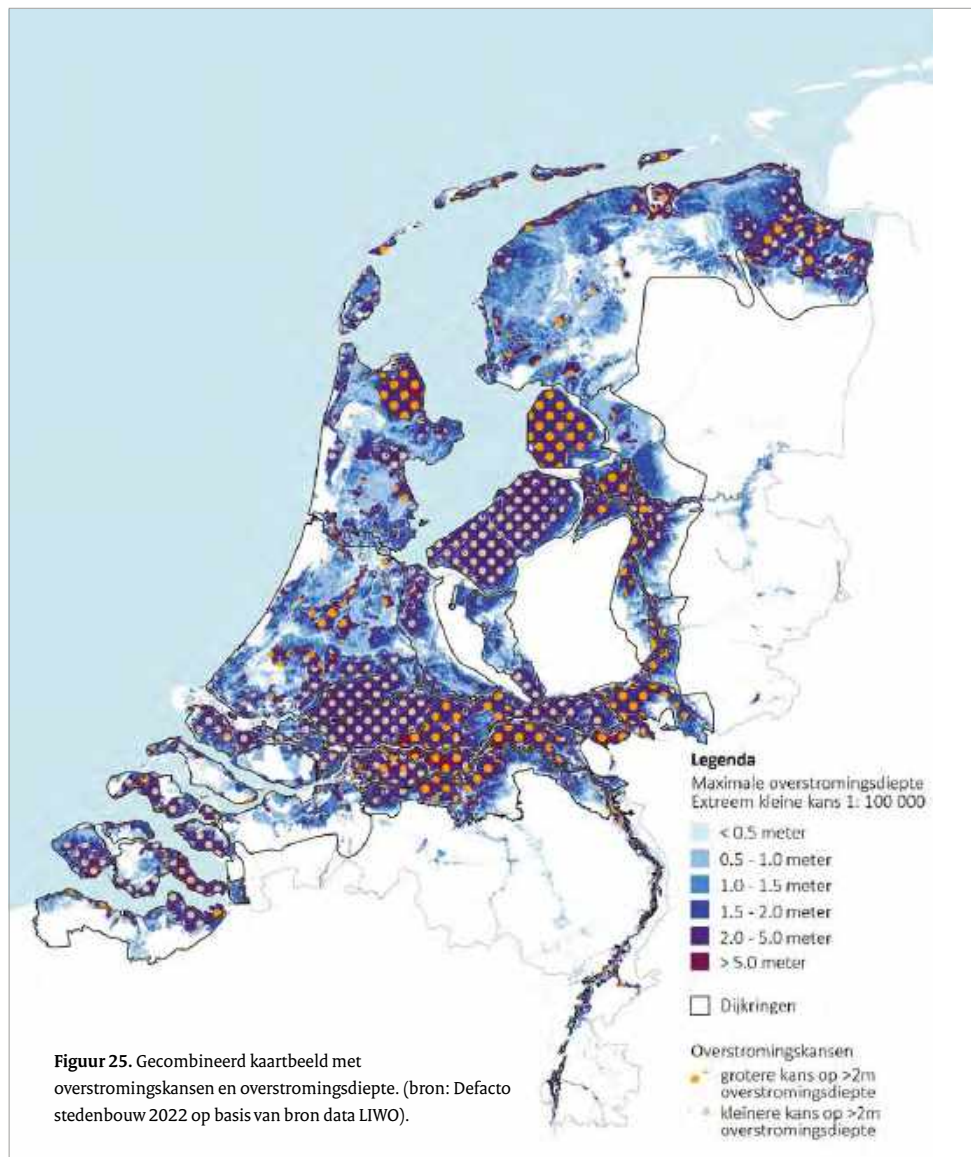 Legenda
Maximale overstromingsdiepte
Extreem kleine kans 1: 100 000
< 0.5 meter
0.5 - 1.0 meter
1.0 - 1.5 meter
1.5 - 2.0 meter
2.0 - 5.0 meter
> 5.0 meter
Dijkringen
Overstromingskansen
grotere kans op >2m
overstromingsdiepte
kleinere kans op >2m
overstromingsdiepte
Figuur 25. Gecombineerd kaartbeeld met
overstromingskansen en overstromingsdiepte. (bron: Defacto
stedenbouw 2022 op basis van bron data LIWO).